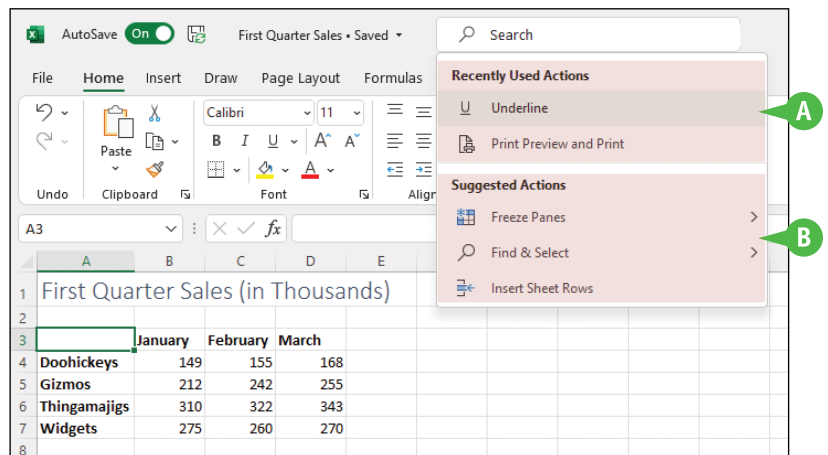 AutoSave On First Quarter Sales • Saved Search
File Home Insert Draw Page Layout Formulas
Calibri 11
B I U A A
Paste
A
Undo Clipboard Font Aligr
A3 fx
Recently Used Actions
Underline
Print Preview and Print
A
Suggested Actions
Freeze Panes
Find & Select
Insert Sheet Rows
B
A B C D E
1 First Quarter Sales (in Thousands)
2
3 January February March
4 Doohickeys 149 155 168
5 Gizmos 212 242 255
6 Thingamajigs 310 322 343
7 Widgets 275 260 270
8